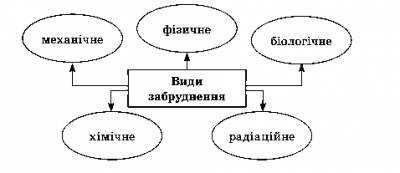 механічне
фізичне
біологічне
Види
забруднення
хімічне
радіаційне